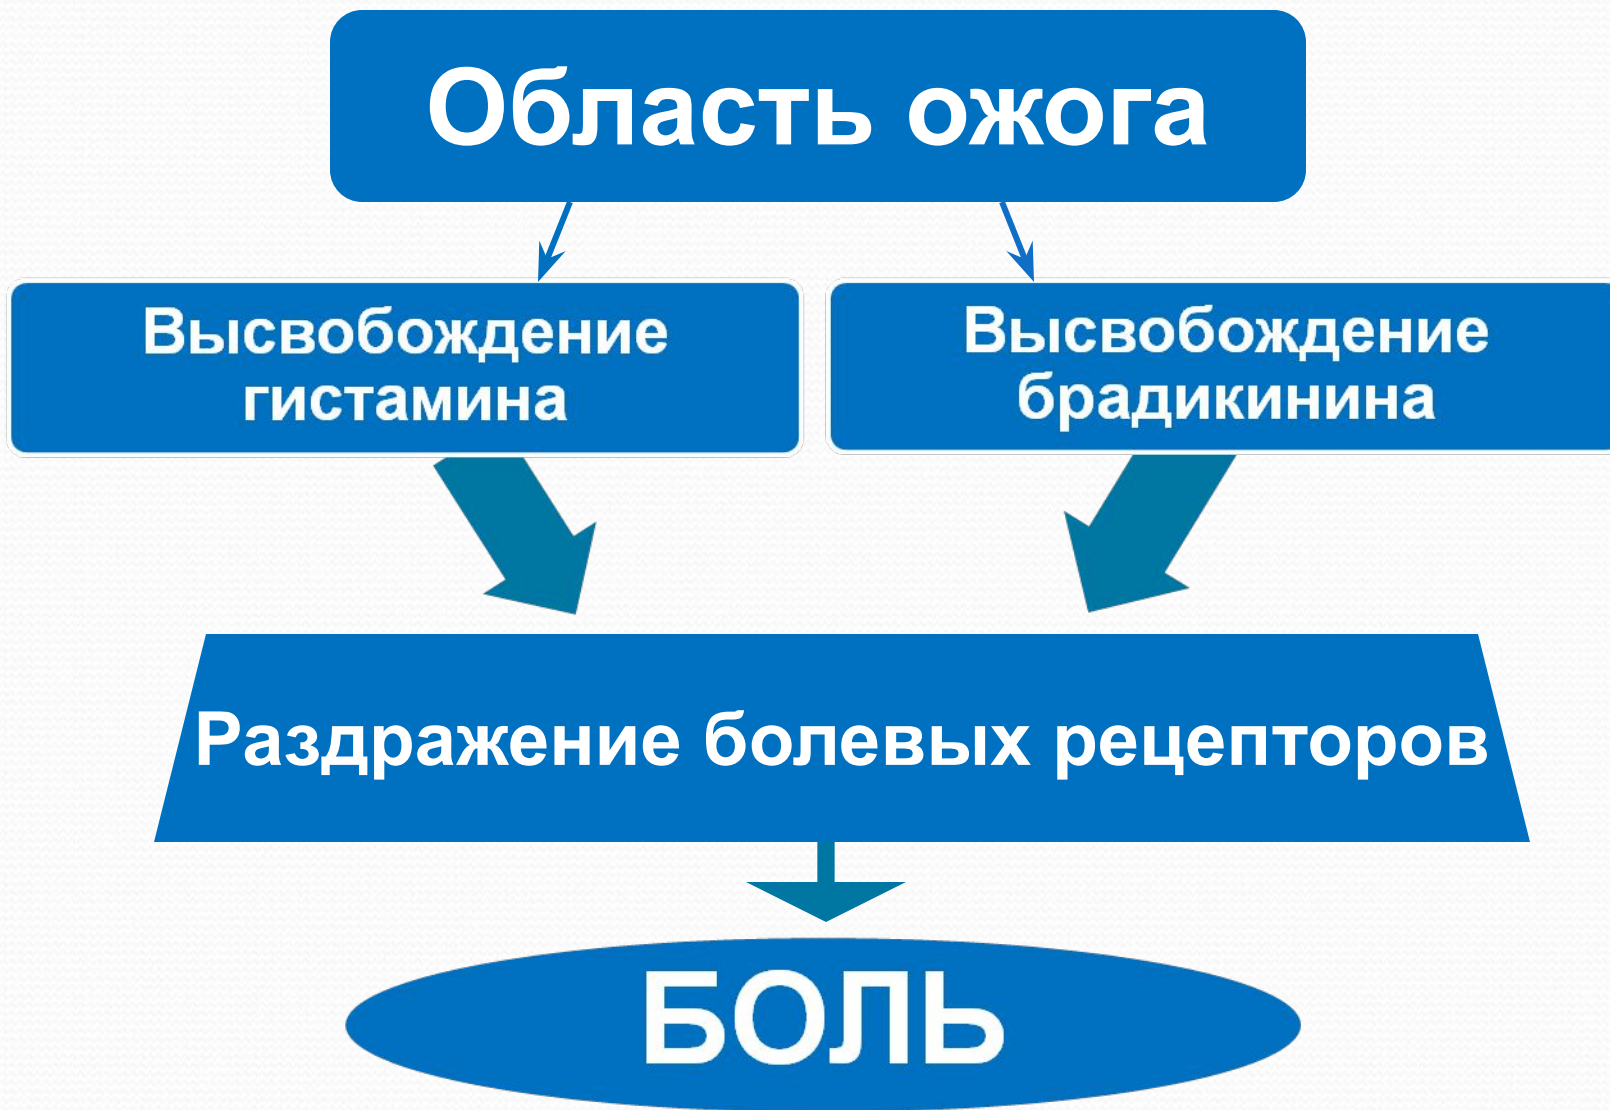 Область ожога
Высвобождение
гистамина
Высвобождение
брадикинина
Раздражение болевых рецепторов
БОЛЬ